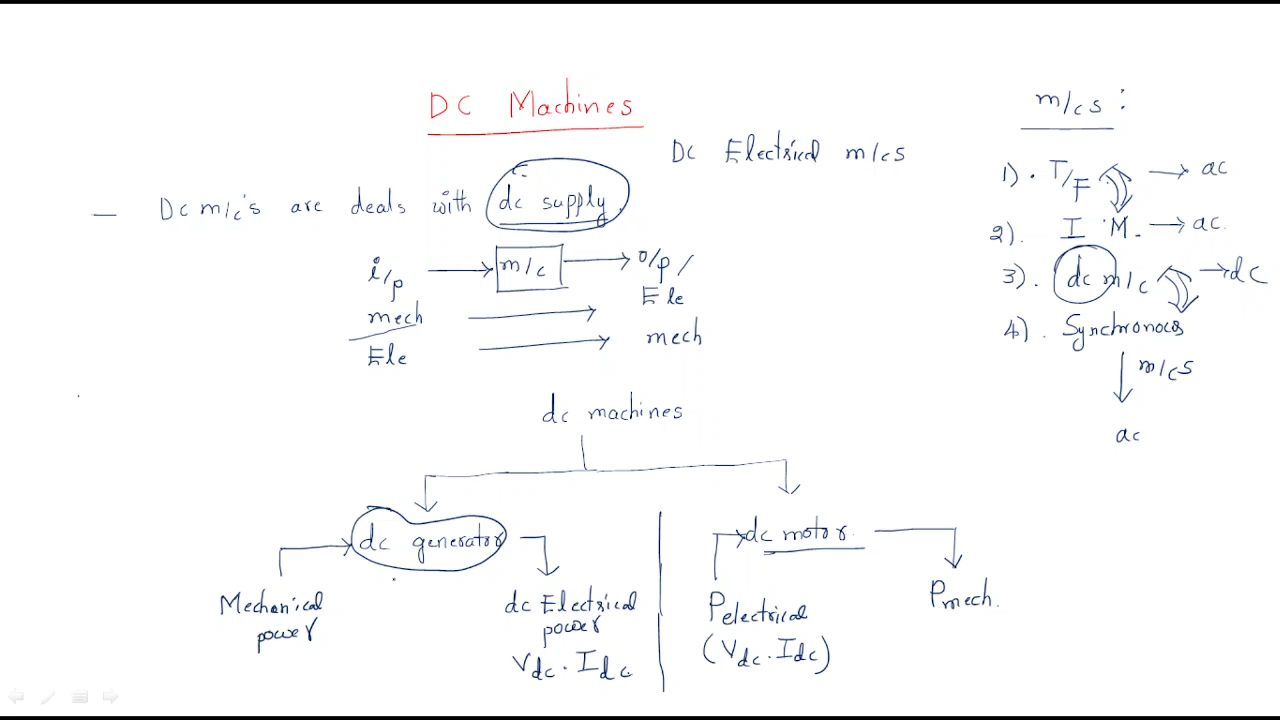 DC Machines
DC Electrical m/cs
— Dc m/c's are deals with dc supply
i/p → m/c → o/p/
mech → Ele
Ele → mech
m/cs :
1). T/F → ac
2). I M. → ac.
3). dc m/c → dc
4). Synchronous
m/cs
ac
dc machines
dc generator
Mechanical
power
dc Electrical
power
Vdc . Idc
dc motor.
Pelectrical
(Vdc . Idc)
Pmech.